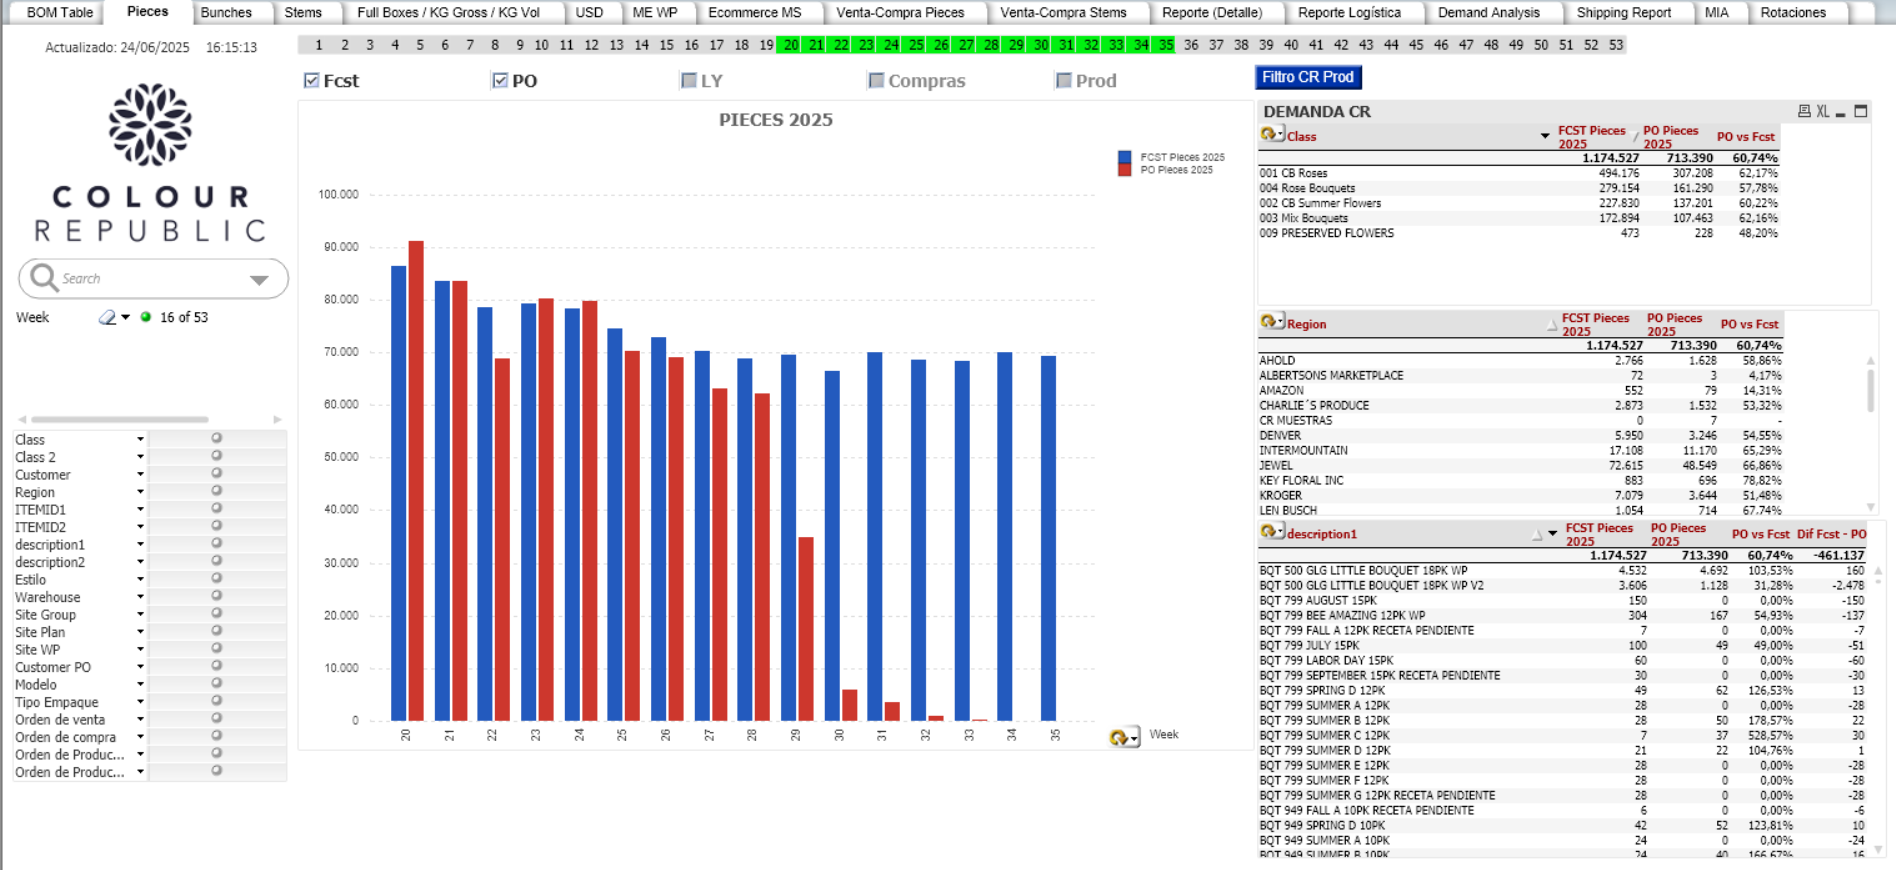 BOM Table Pieces Bunches Stems Full Boxes / KG Gross / KG Vol USD ME WP Ecommerce MS Venta-Compra Pieces Venta-Compra Stems Reporte (Detalle) Reporte Logística Demand Analysis Shipping Report MIA Rotaciones
Actualizado: 24/06/2025 16:15:13
1 2 3 4 5 6 7 8 9 10 11 12 13 14 15 16 17 18 19 20 21 22 23 24 25 26 27 28 29 30 31 32 33 34 35 36 37 38 39 40 41 42 43 44 45 46 47 48 49 50 51 52 53
Fcst PO LY Compras Prod
Filtro CR Prod
COLOUR
REPUBLIC
Search
Week 16 of 53
Class
Class 2
Customer
Region
ITEMID1
ITEMID2
description1
description2
Estilo
Warehouse
Site Group
Site Plan
Site WP
Customer PO
Modelo
Tipo Empaque
Orden de venta
Orden de compra
Orden de Produc...
Orden de Produc...
PIECES 2025
FCST Pieces 2025
PO Pieces 2025
100.000
90.000
80.000
70.000
60.000
50.000
40.000
30.000
20.000
10.000
0
20 21 22 23 24 25 26 27 28 29 30 31 32 33 34 35
Week
DEMANDA CR
XL
Class FCST Pieces 2025 PO Pieces 2025 PO vs Fcst
1.174.527 713.390 60,74%
001 CB Roses 494.176 307.208 62,17%
004 Rose Bouquets 279.154 161.290 57,78%
002 CB Summer Flowers 227.830 137.201 60,22%
003 Mix Bouquets 172.894 107.463 62,16%
009 PRESERVED FLOWERS 473 228 48,20%
Region FCST Pieces 2025 PO Pieces 2025 PO vs Fcst
1.174.527 713.390 60,74%
AHOLD 2.766 1.628 58,86%
ALBERTSONS MARKETPLACE 72 3 4,17%
AMAZON 552 79 14,31%
CHARLIE´S PRODUCE 2.873 1.532 53,32%
CR MUESTRAS 0 7 -
DENVER 5.950 3.246 54,55%
INTERMOUNTAIN 17.108 11.170 65,29%
JEWEL 72.615 48.549 66,86%
KEY FLORAL INC 883 696 78,82%
KROGER 7.079 3.644 51,48%
LEN BUSCH 1.054 714 67,74%
description1 FCST Pieces 2025 PO Pieces 2025 PO vs Fcst Dif Fcst - PO
1.174.527 713.390 60,74% -461.137
BQT 500 GLG LITTLE BOUQUET 18PK WP 4.532 4.692 103,53% 160
BQT 500 GLG LITTLE BOUQUET 18PK WP V2 3.606 1.128 31,28% -2.478
BQT 799 AUGUST 15PK 150 0 0,00% -150
BQT 799 BEE AMAZING 12PK WP 304 167 54,93% -137
BQT 799 FALL A 12PK RECETA PENDIENTE 7 0 0,00% -7
BQT 799 JULY 15PK 100 49 49,00% -51
BQT 799 LABOR DAY 15PK 60 0 0,00% -60
BQT 799 SEPTEMBER 15PK RECETA PENDIENTE 30 0 0,00% -30
BQT 799 SPRING D 12PK 49 62 126,53% 13
BQT 799 SUMMER A 12PK 28 0 0,00% -28
BQT 799 SUMMER B 12PK 28 50 178,57% 22
BQT 799 SUMMER C 12PK 7 37 528,57% 30
BQT 799 SUMMER D 12PK 21 22 104,76% 1
BQT 799 SUMMER E 12PK 28 0 0,00% -28
BQT 799 SUMMER F 12PK 28 0 0,00% -28
BQT 799 SUMMER G 12PK RECETA PENDIENTE 28 0 0,00% -28
BQT 949 FALL A 10PK RECETA PENDIENTE 6 0 0,00% -6
BQT 949 SPRING D 10PK 42 52 123,81% 10
BQT 949 SUMMER A 10PK 24 0 0,00% -24
BQT 949 SUMMER B 10PK 24 40 166,67% 16